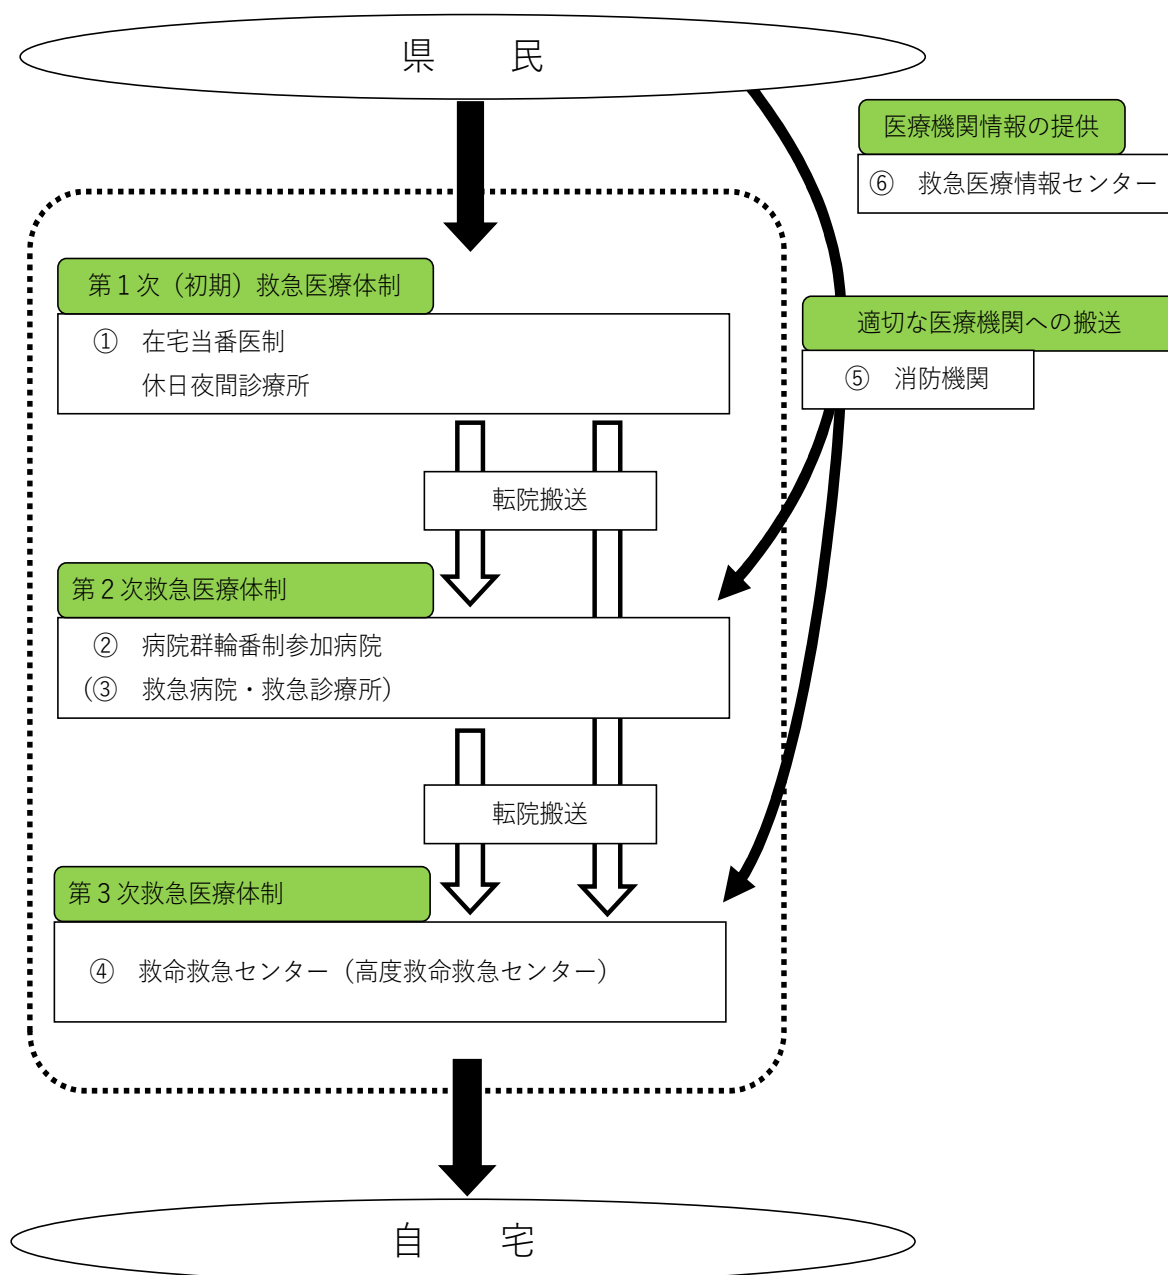 県　民
医療機関情報の提供
⑥　救急医療情報センター
第１次（初期）救急医療体制
①　在宅当番医制
休日夜間診療所
適切な医療機関への搬送
⑤　消防機関
転院搬送
第２次救急医療体制
②　病院群輪番制参加病院
（③　救急病院・救急診療所）
転院搬送
第３次救急医療体制
④　救命救急センター（高度救命救急センター）
自　宅